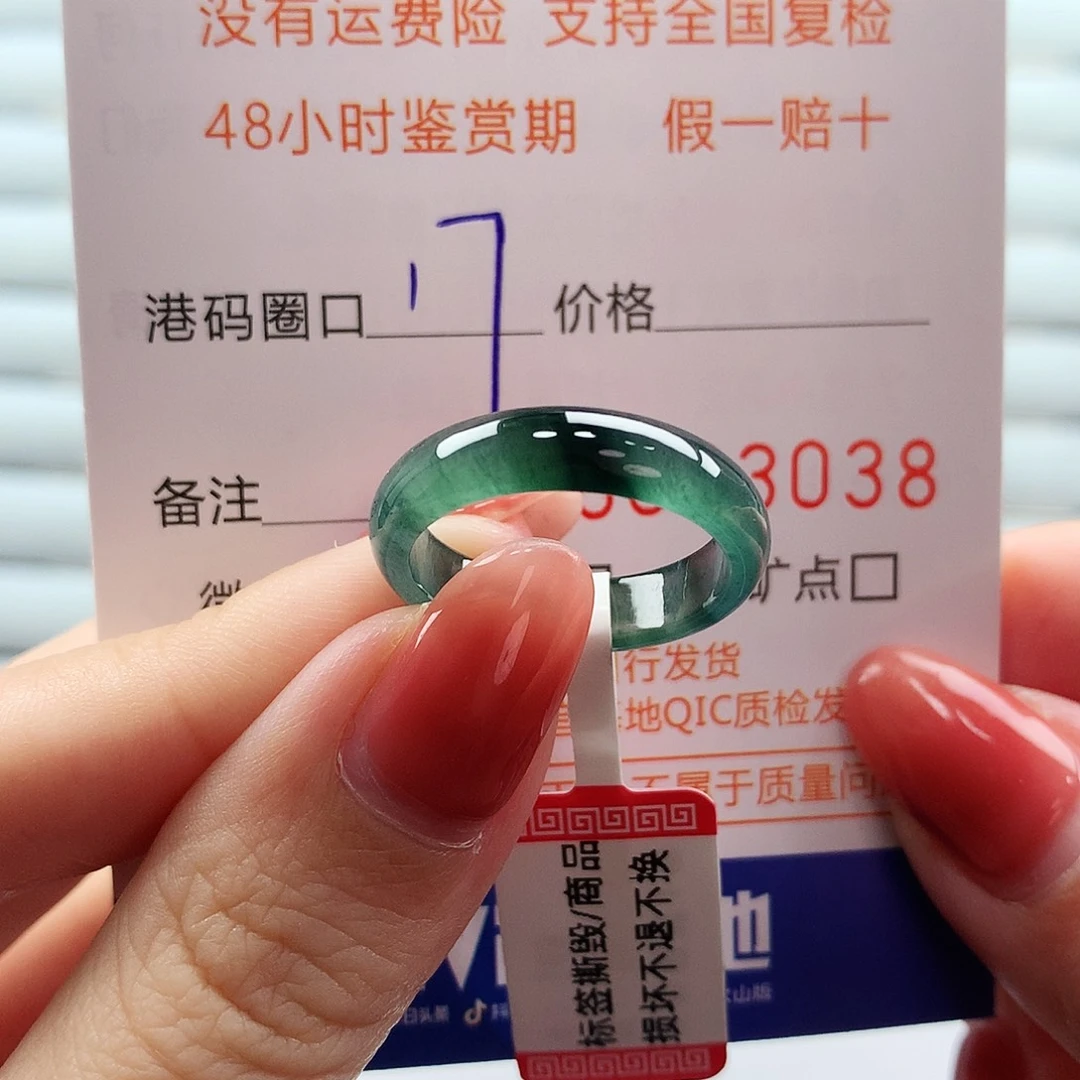 没有运费险 支持全国复检
48小时鉴赏期 假一赔十
港码圈口 17 价格
备注 3038
矿点□
行发货
地QIC质检发
不属于质量问
标签撕毁/商品
损坏不退不换